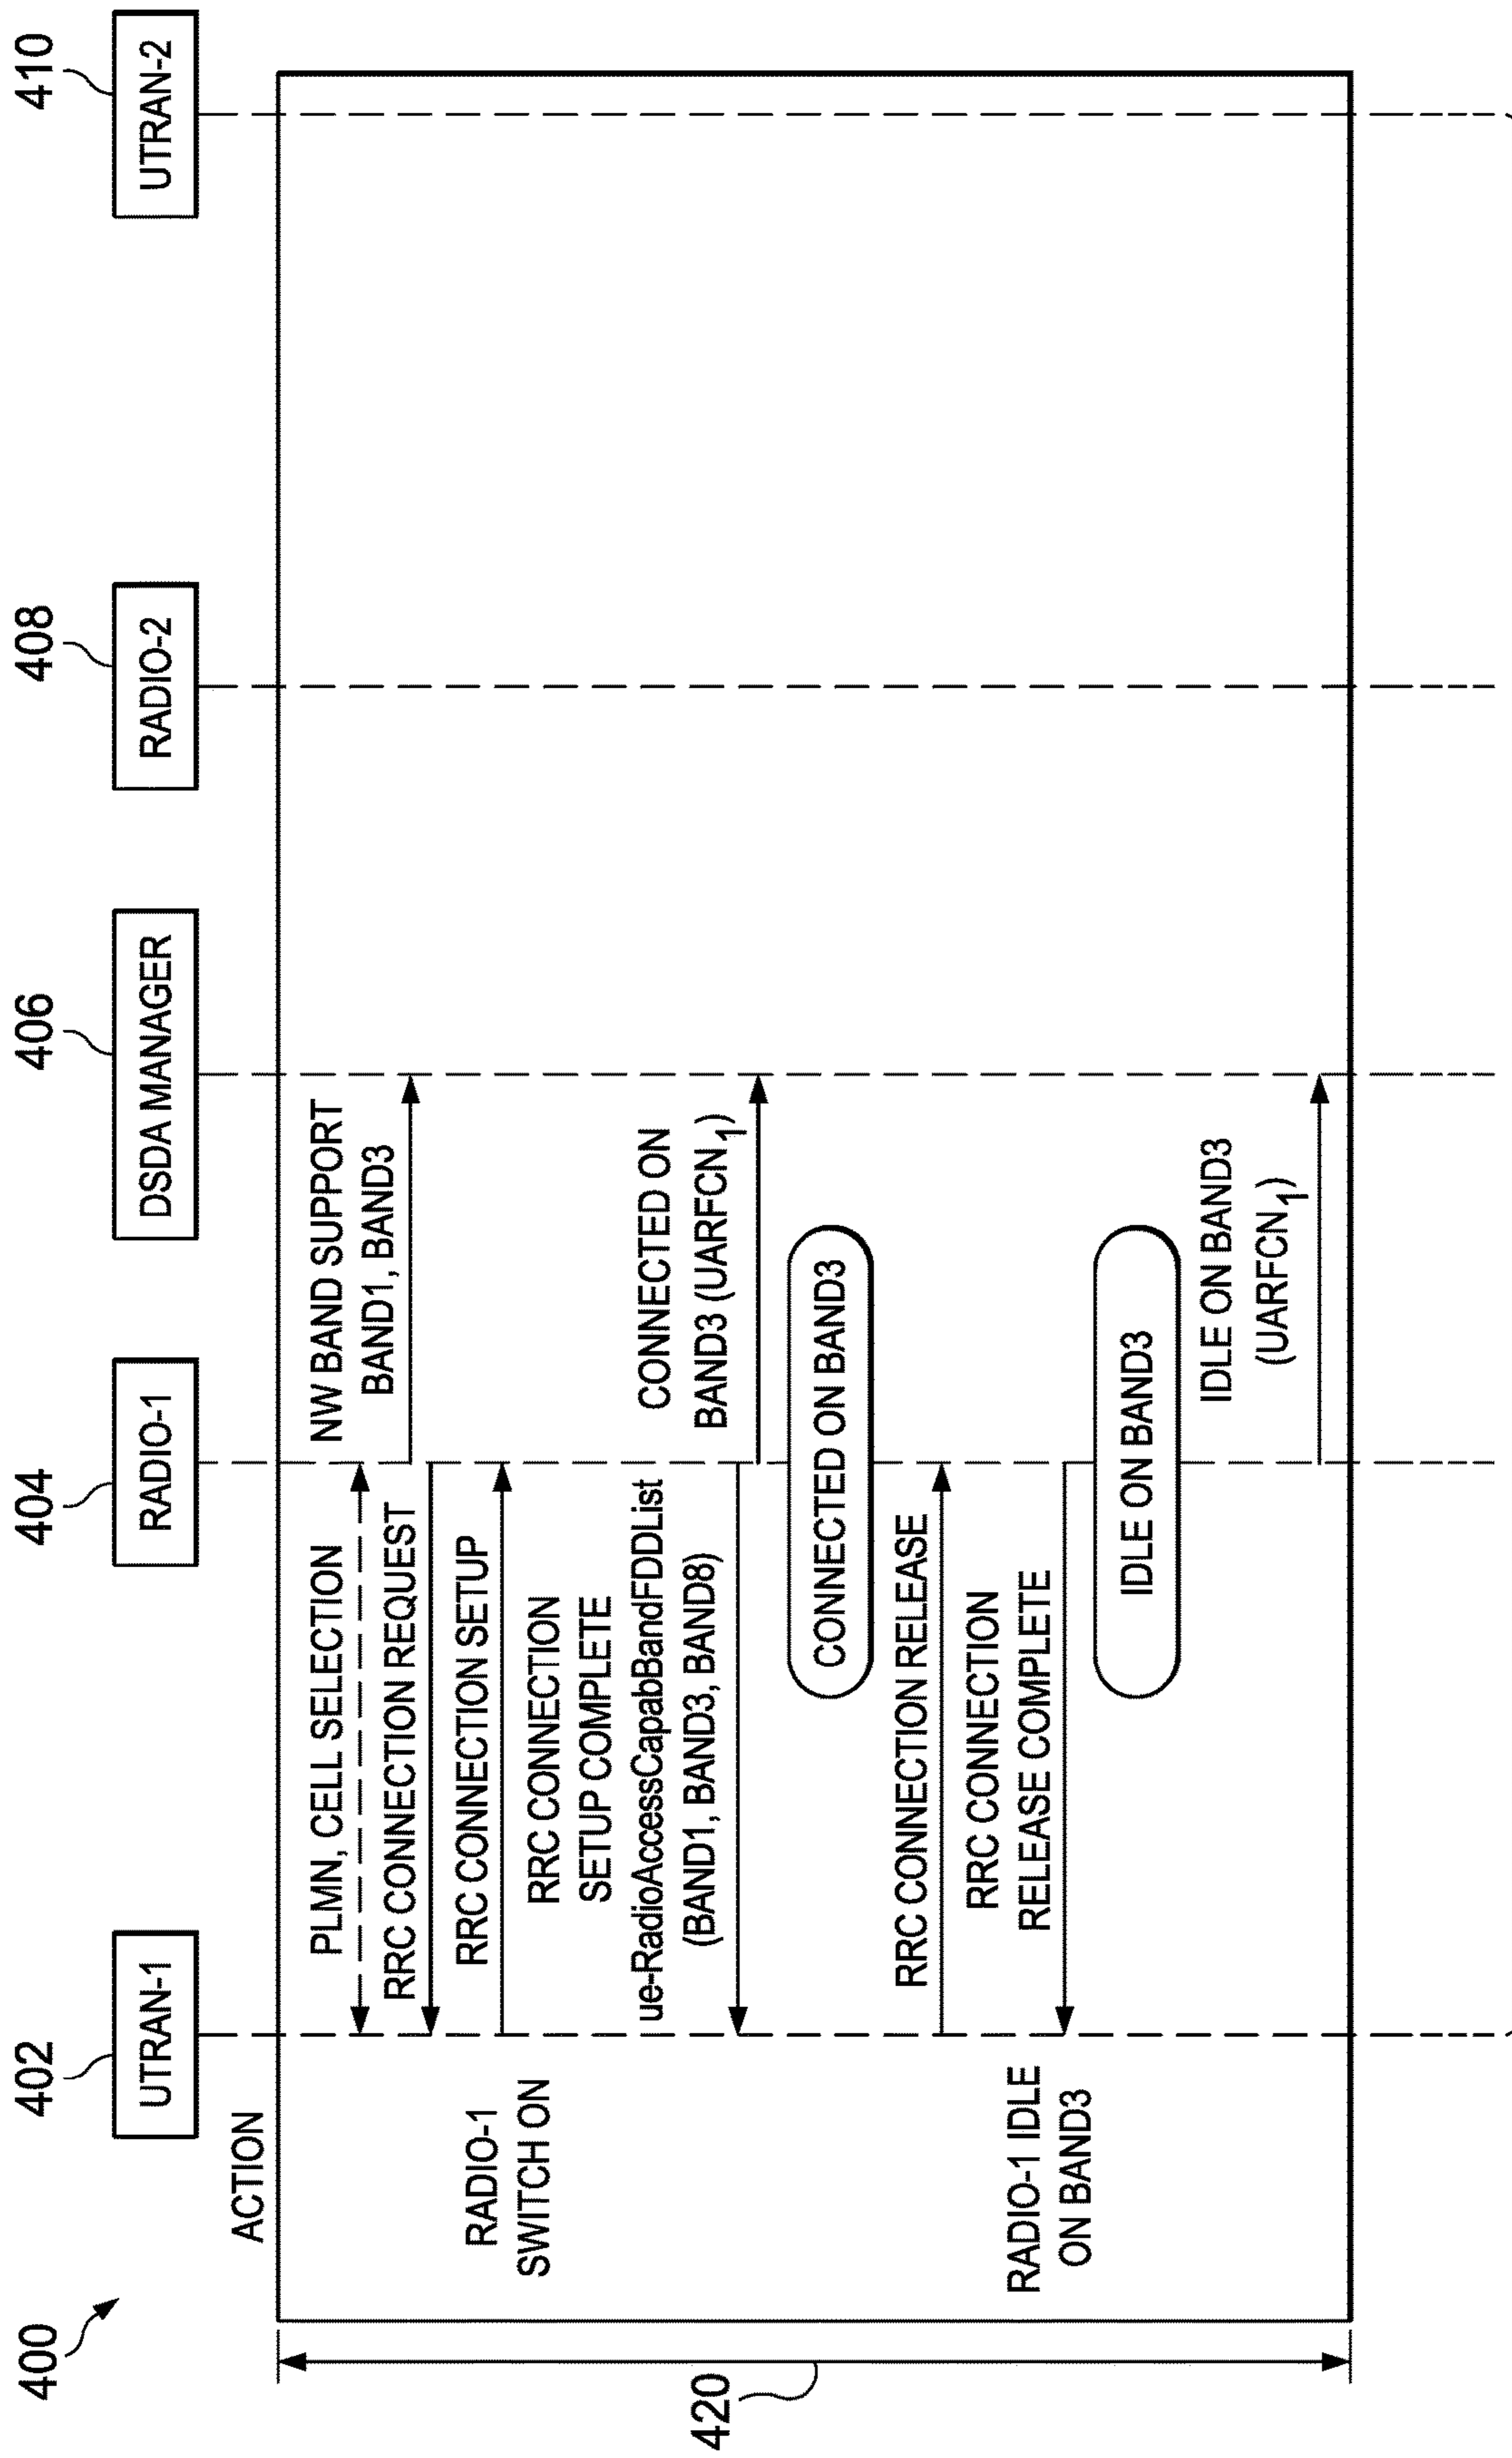 400
402
404
406
408
410
UTRAN-1
RADIO-1
DSDA MANAGER
RADIO-2
UTRAN-2
ACTION
PLMN, CELL SELECTION
NW BAND SUPPORT
BAND1, BAND3
RRC CONNECTION REQUEST
RADIO-1
SWITCH ON
RRC CONNECTION SETUP
RRC CONNECTION
SETUP COMPLETE
ue-RadioAccessCapabBandFDDList
(BAND1, BAND3, BAND8)
CONNECTED ON
BAND3 (UARFCN1)
CONNECTED ON BAND3
420
RRC CONNECTION RELEASE
RRC CONNECTION
RELEASE COMPLETE
RADIO-1 IDLE
ON BAND3
IDLE ON BAND3
IDLE ON BAND3
(UARFCN1)